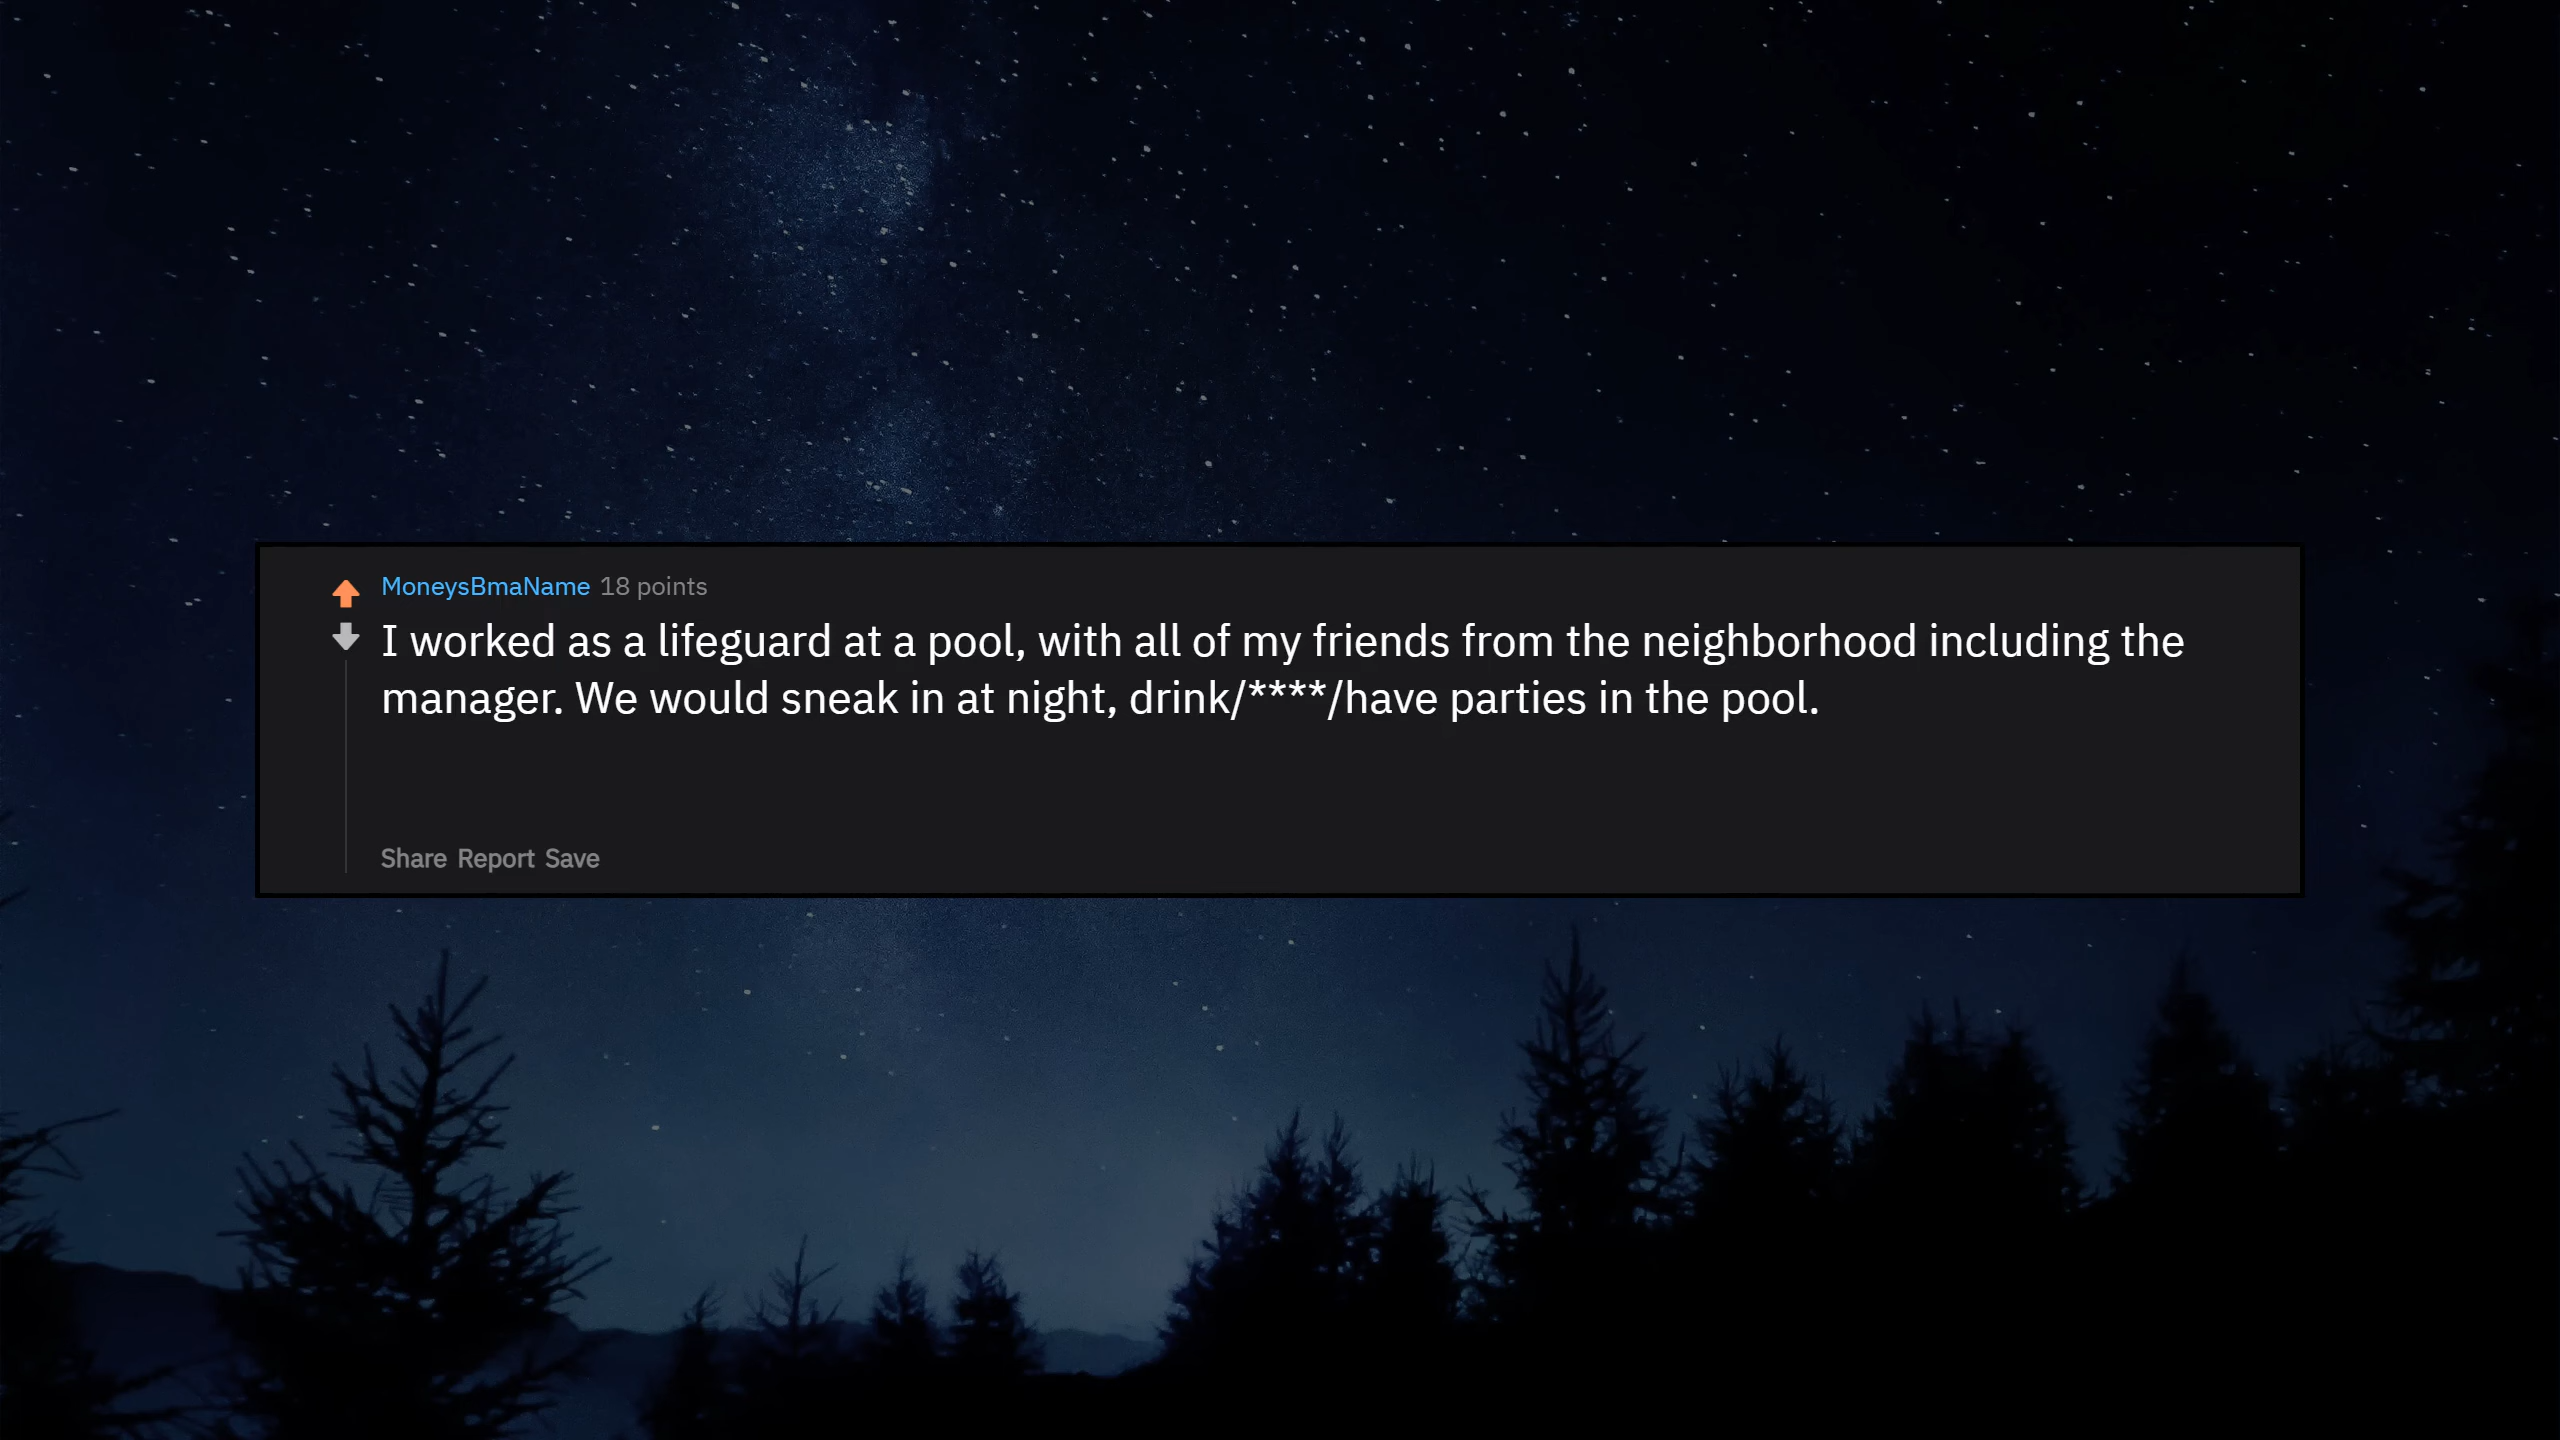 MoneysBmaName 18 points
I worked as a lifeguard at a pool, with all of my friends from the neighborhood including the
manager. We would sneak in at night, drink/****/have parties in the pool.
Share Report Save